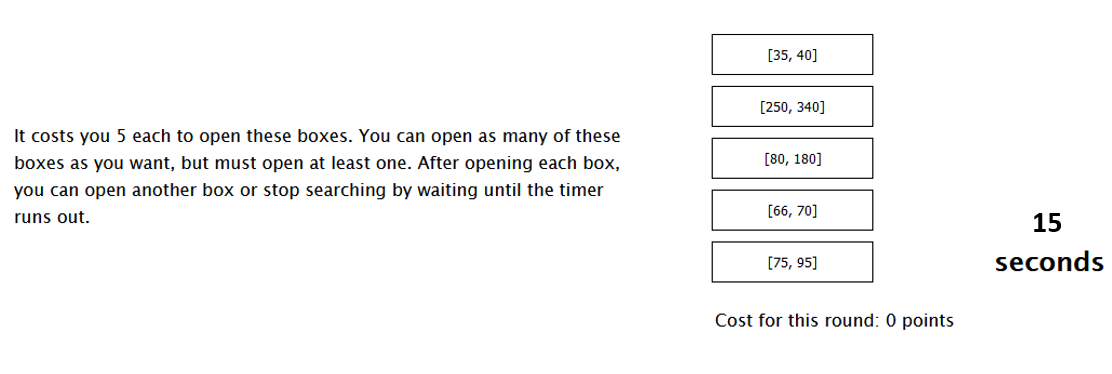 [35, 40]
[250, 340]
It costs you 5 each to open these boxes. You can open as many of these
boxes as you want, but must open at least one. After opening each box,
you can open another box or stop searching by waiting until the timer
runs out.
[80, 180]
[66, 70]
[75, 95]
15
seconds
Cost for this round: 0 points